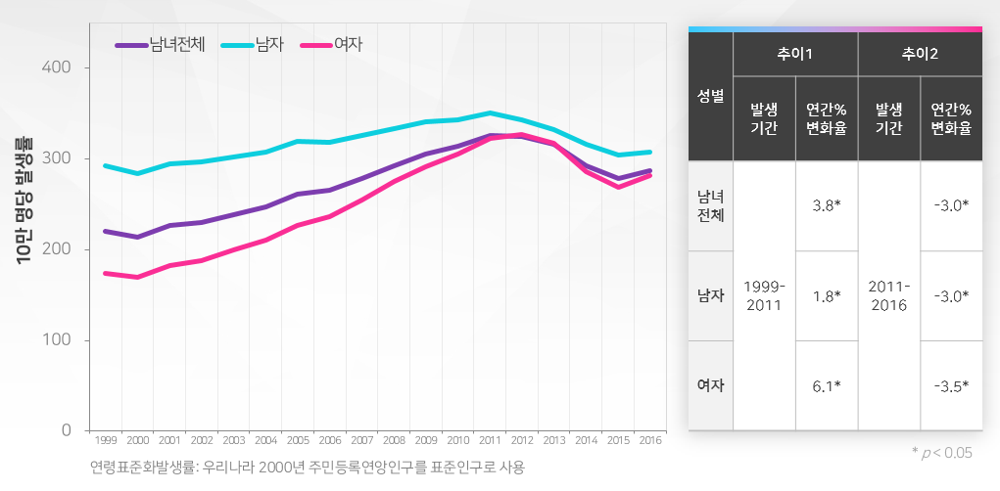 남녀전체 남자 여자
400
300
200
100
0
10만 명당 발생률
1999 2000 2001 2002 2003 2004 2005 2006 2007 2008 2009 2010 2011 2012 2013 2014 2015 2016
연령표준화발생률: 우리나라 2000년 주민등록연앙인구를 표준인구로 사용
성별 추이1 추이2
발생 연간% 발생 연간%
기간 변화율 기간 변화율
남녀
전체
3.8* -3.0*
남자
1999-
2011
1.8*
2011-
2016
-3.0*
여자 6.1* -3.5*
* p < 0.05